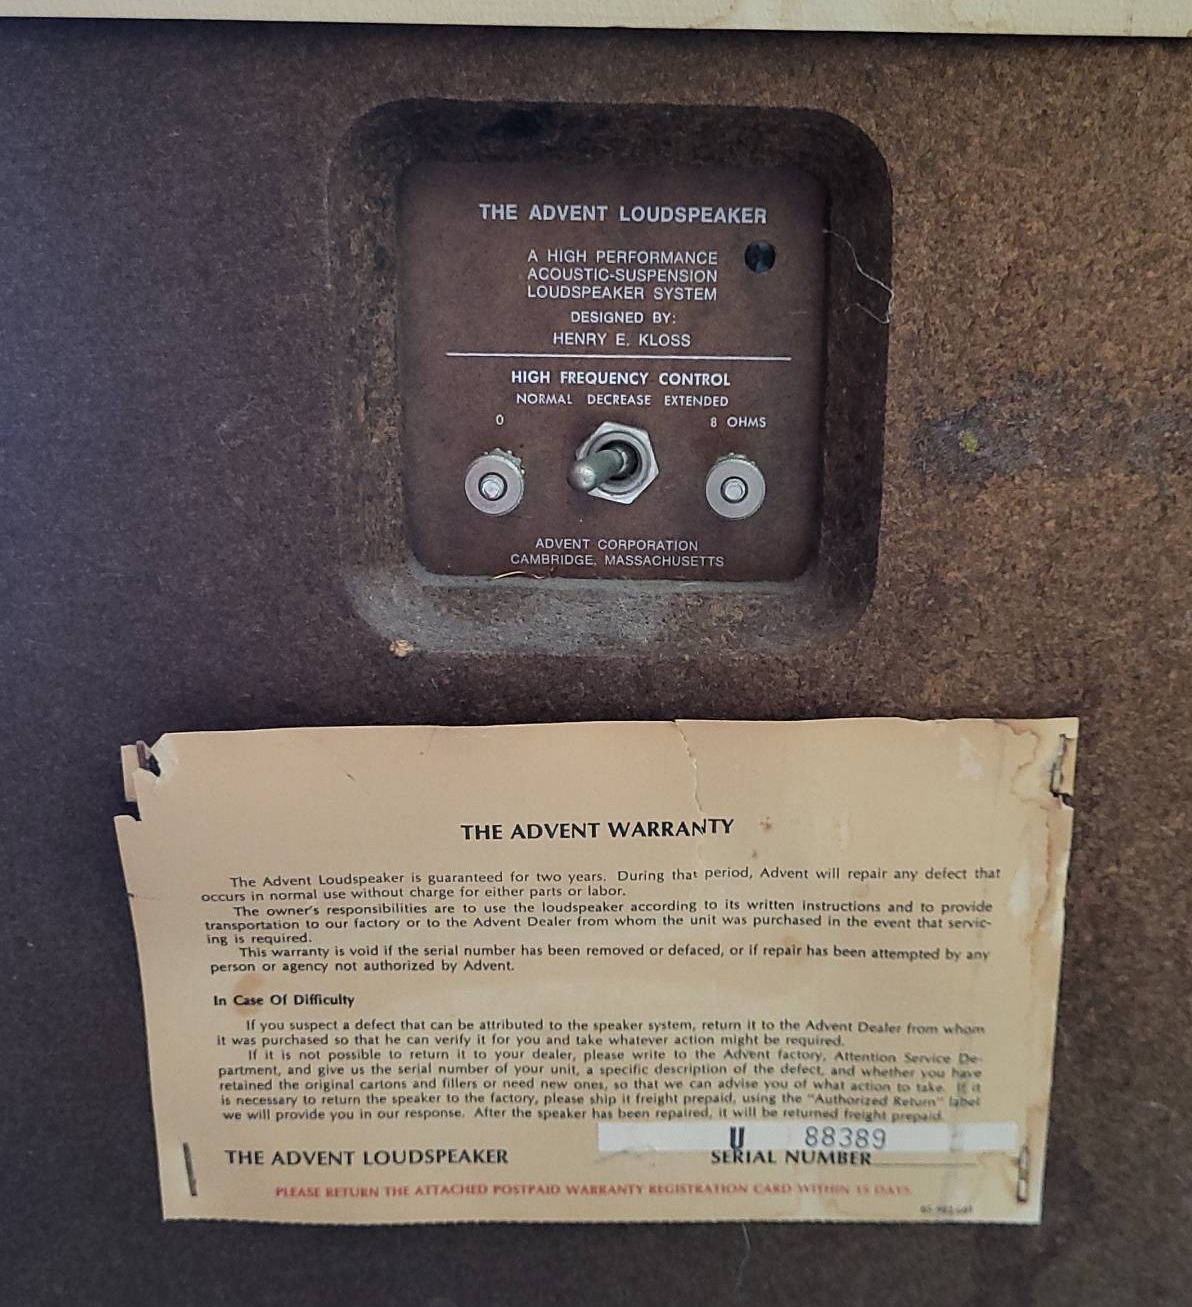 THE ADVENT LOUDSPEAKER
A HIGH PERFORMANCE
ACOUSTIC-SUSPENSION
LOUDSPEAKER SYSTEM
DESIGNED BY:
HENRY E. KLOSS
HIGH FREQUENCY CONTROL
NORMAL DECREASE EXTENDED
0 8 OHMS
ADVENT CORPORATION
CAMBRIDGE, MASSACHUSETTS
THE ADVENT WARRANTY
The Advent Loudspeaker is guaranteed for two years. During that period, Advent will repair any defect that
occurs in normal use without charge for either parts or labor.
The owner's responsibilities are to use the loudspeaker according to its written instructions and to provide
transportation to our factory or to the Advent Dealer from whom the unit was purchased in the event that servic-
ing is required.
This warranty is void if the serial number has been removed or defaced, or if repair has been attempted by any
person or agency not authorized by Advent.
In Case Of Difficulty
If you suspect a defect that can be attributed to the speaker system, return it to the Advent Dealer from whom
it was purchased so that he can verify it for you and take whatever action might be required.
If it is not possible to return it to your dealer, please write to the Advent factory, Attention Service De-
partment, and give us the serial number of your unit, a specific description of the defect, and whether you have
retained the original cartons and fillers or need new ones, so that we can advise you of what action to take. If it
is necessary to return the speaker to the factory, please ship it freight prepaid, using the "Authorized Return" label
we will provide you in our response. After the speaker has been repaired, it will be returned freight prepaid.
U 88389
THE ADVENT LOUDSPEAKER SERIAL NUMBER
PLEASE RETURN THE ATTACHED POSTPAID WARRANTY REGISTRATION CARD WITHIN 15 DAYS.